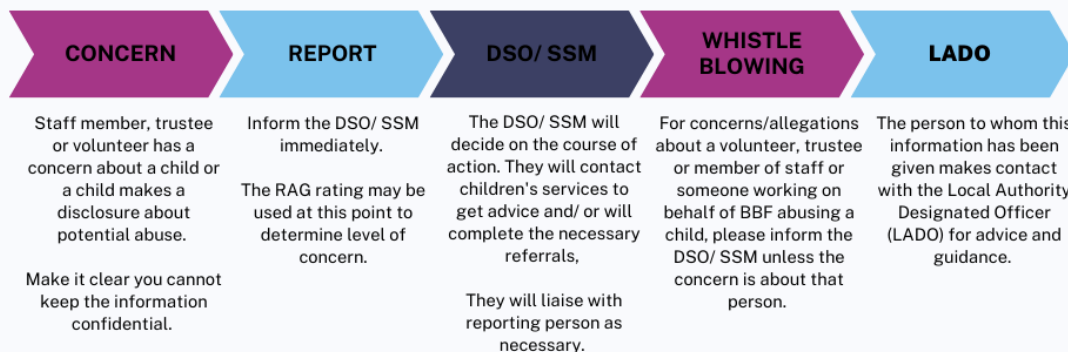 CONCERN
Staff member, trustee
or volunteer has a
concern about a child or
a child makes a
disclosure about
potential abuse.
Make it clear you cannot
keep the information
confidential.
REPORT
Inform the DSO/ SSM
immediately.
The RAG rating may be
used at this point to
determine level of
concern.
DSO/ SSM
The DSO/ SSM will
decide on the course of
action. They will contact
children's services to
get advice and/ or will
complete the necessary
referrals,
They will liaise with
reporting person as
necessary.
WHISTLE
BLOWING
For concerns/allegations
about a volunteer, trustee
or member of staff or
someone working on
behalf of BBF abusing a
child, please inform the
DSO/ SSM unless the
concern is about that
person.
LADO
The person to whom this
information has been
given makes contact
with the Local Authority
Designated Officer
(LADO) for advice and
guidance.